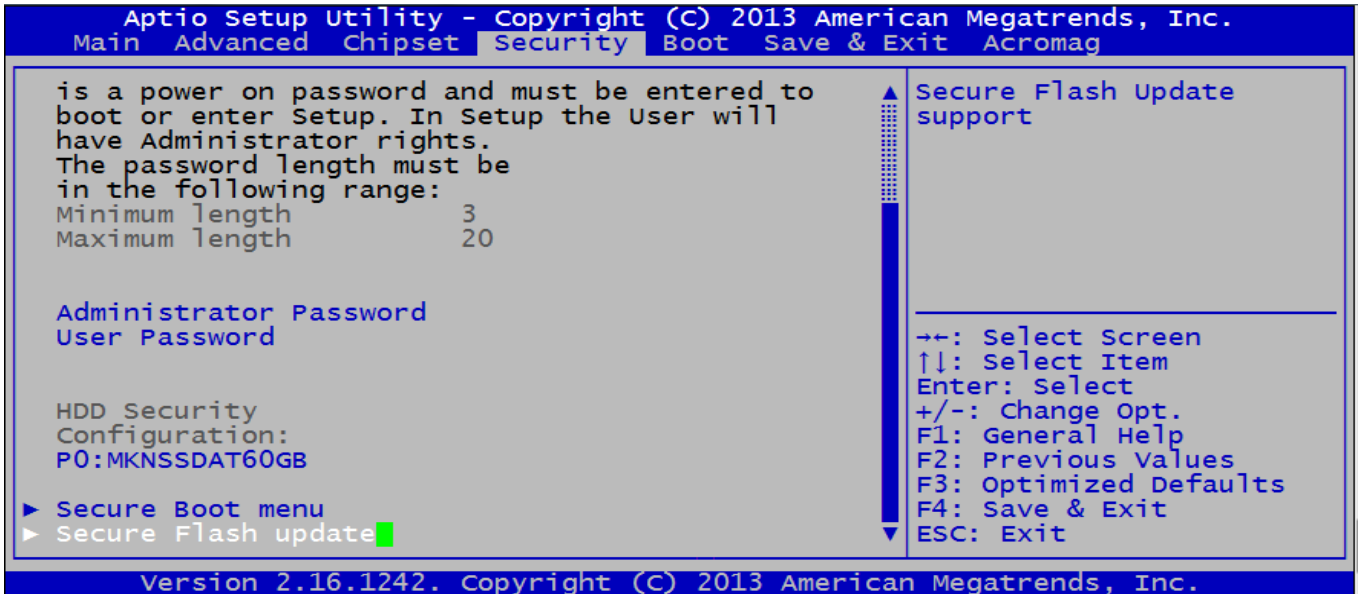 Aptio Setup Utility - Copyright (C) 2013 American Megatrends, Inc.
Main Advanced Chipset Security Boot Save & Exit Acromag
is a power on password and must be entered to
boot or enter Setup. In Setup the User will
have Administrator rights.
The password length must be
in the following range:
Minimum length 3
Maximum length 20
Administrator Password
User Password
HDD Security
Configuration:
P0:MKNSSDAT60GB
► Secure Boot menu
► Secure Flash update
Secure Flash Update
support
→←: Select Screen
↑↓: Select Item
Enter: Select
+/-: Change Opt.
F1: General Help
F2: Previous Values
F3: Optimized Defaults
F4: Save & Exit
ESC: Exit
Version 2.16.1242. Copyright (C) 2013 American Megatrends, Inc.